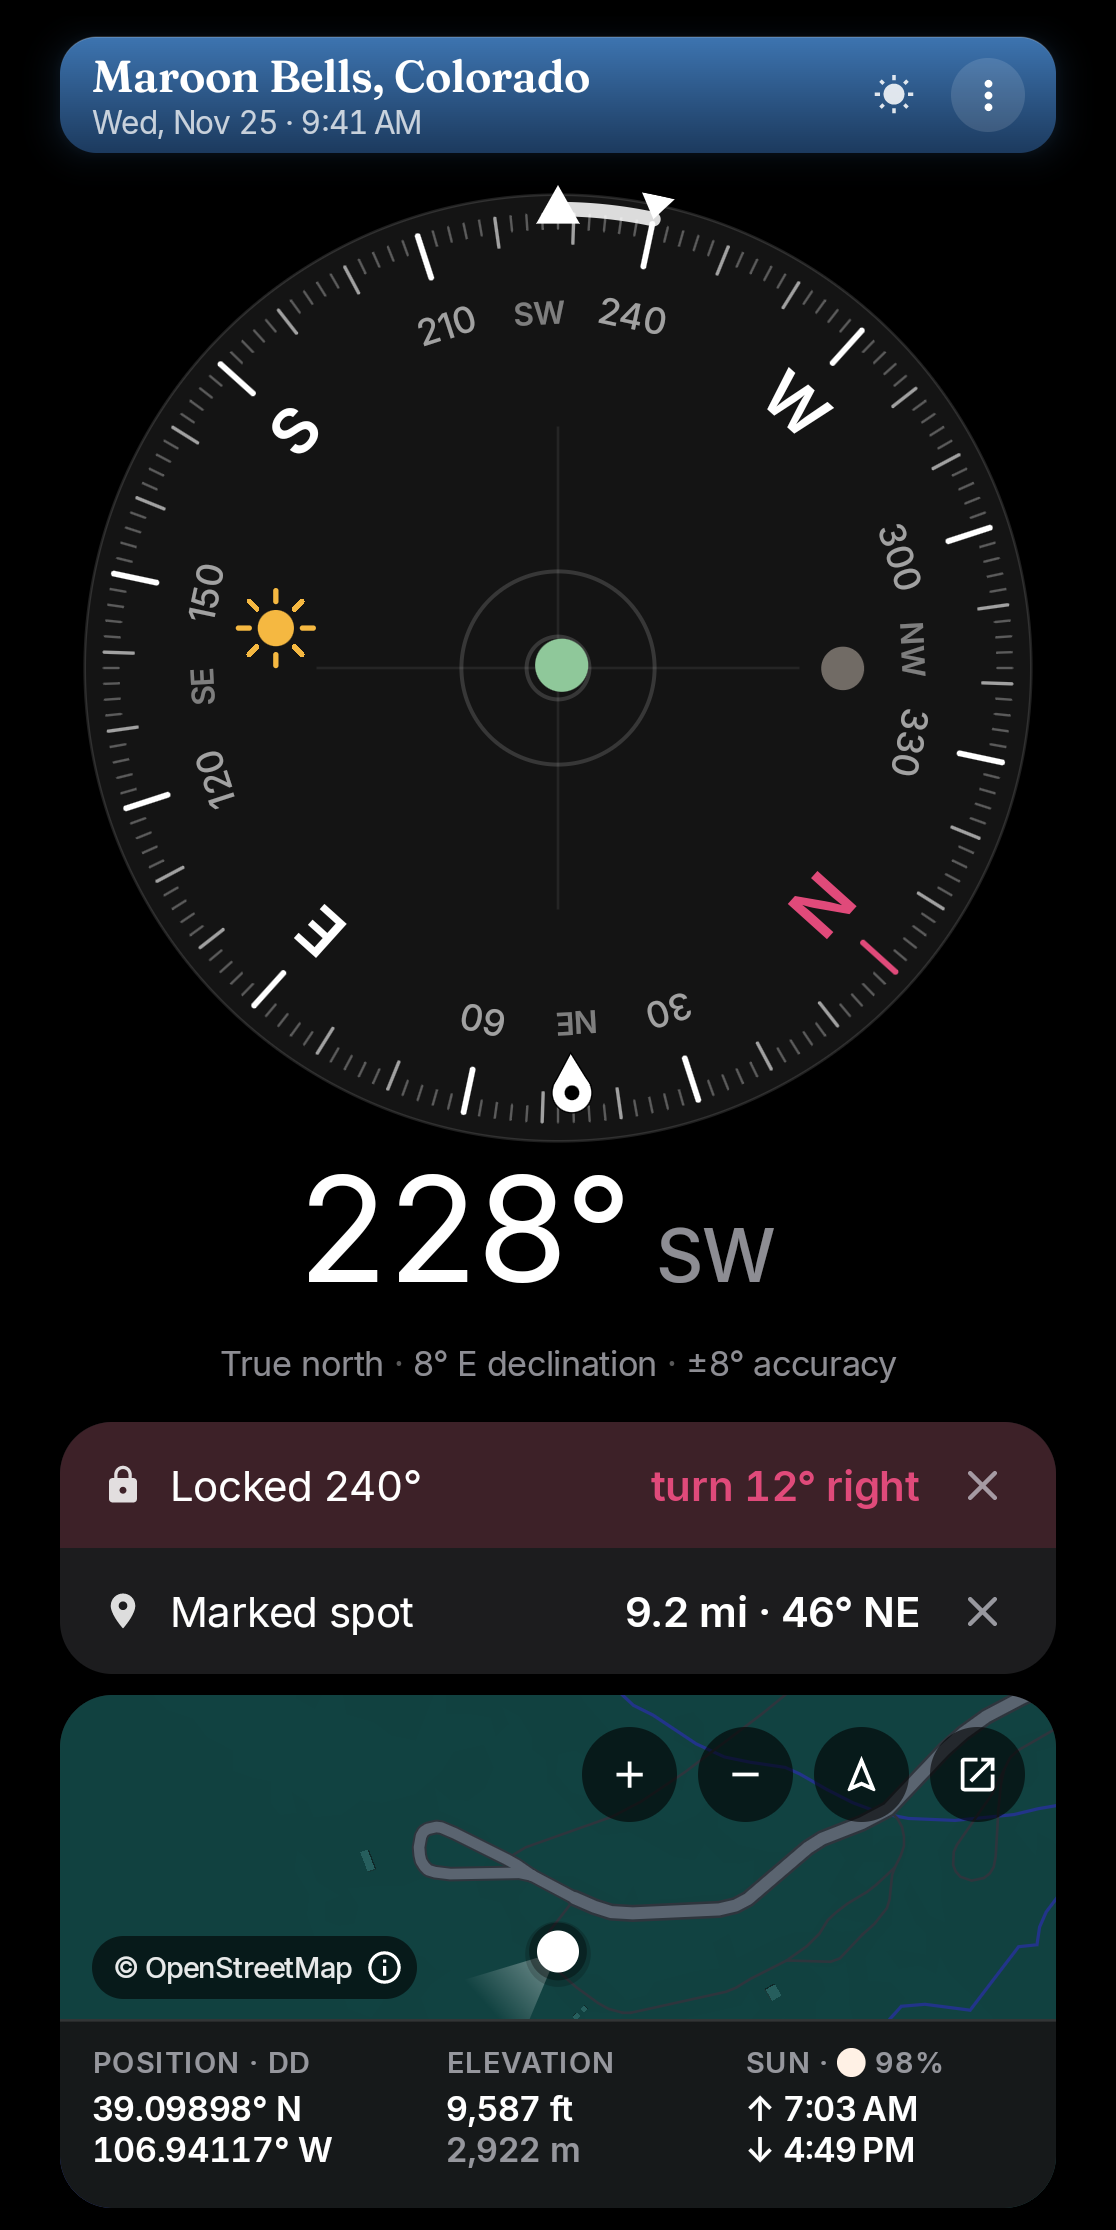 Maroon Bells, Colorado
Wed, Nov 25 · 9:41 AM
210
SW
240
S
W
150
300
SE
NW
120
330
E
N
60
NE
30
228° SW
True north · 8° E declination · ±8° accuracy
Locked 240°
turn 12° right
Marked spot
9.2 mi · 46° NE
© OpenStreetMap
POSITION · DD
39.09898° N
106.94117° W
ELEVATION
9,587 ft
2,922 m
SUN · 98%
↑ 7:03 AM
↓ 4:49 PM